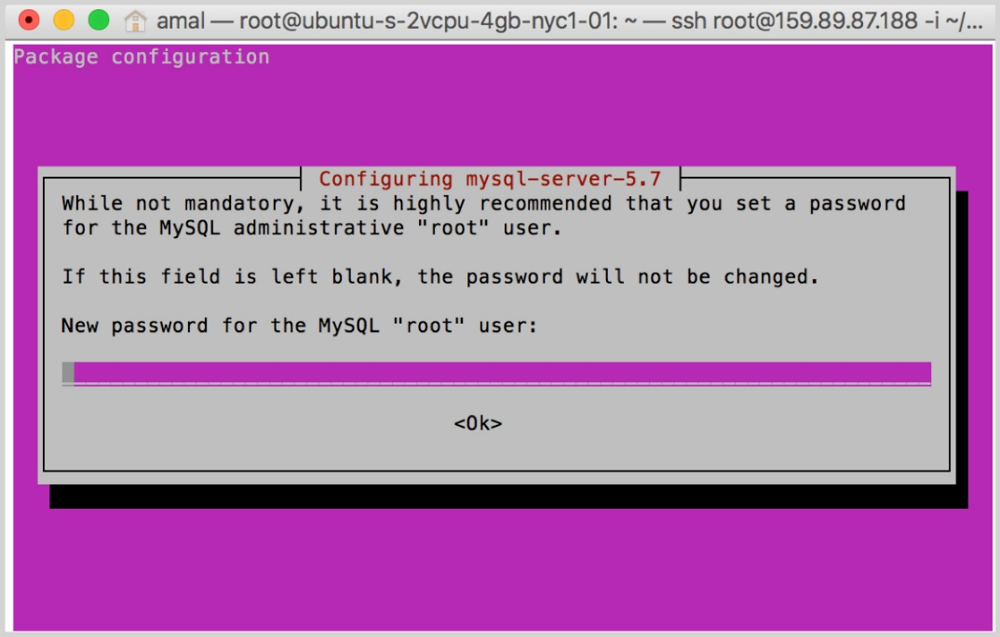 amal — root@ubuntu-s-2vcpu-4gb-nyc1-01: ~ — ssh root@159.89.87.188 -i ~/...
Package configuration
Configuring mysql-server-5.7
While not mandatory, it is highly recommended that you set a password
for the MySQL administrative "root" user.
If this field is left blank, the password will not be changed.
New password for the MySQL "root" user:
<Ok>